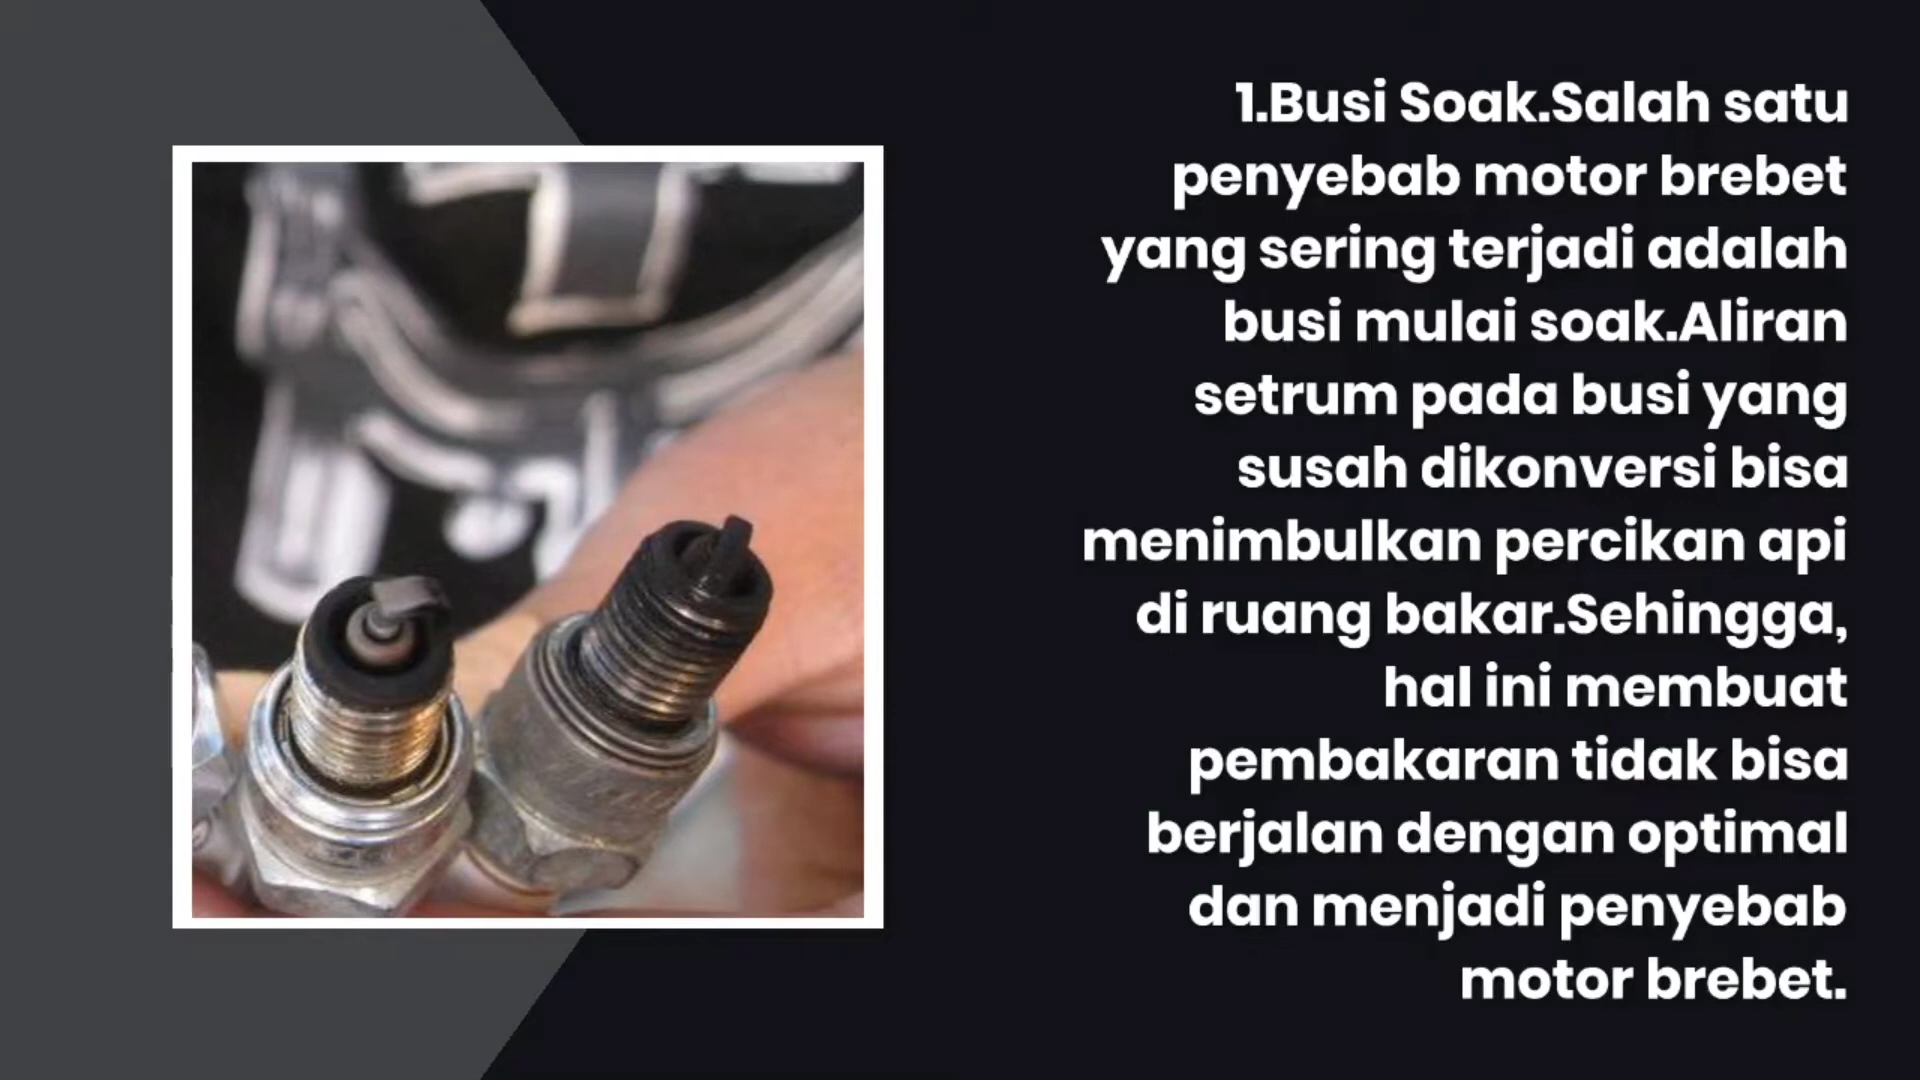 1.Busi Soak.Salah satu
penyebab motor brebet
yang sering terjadi adalah
busi mulai soak.Aliran
setrum pada busi yang
susah dikonversi bisa
menimbulkan percikan api
di ruang bakar.Sehingga,
hal ini membuat
pembakaran tidak bisa
berjalan dengan optimal
dan menjadi penyebab
motor brebet.